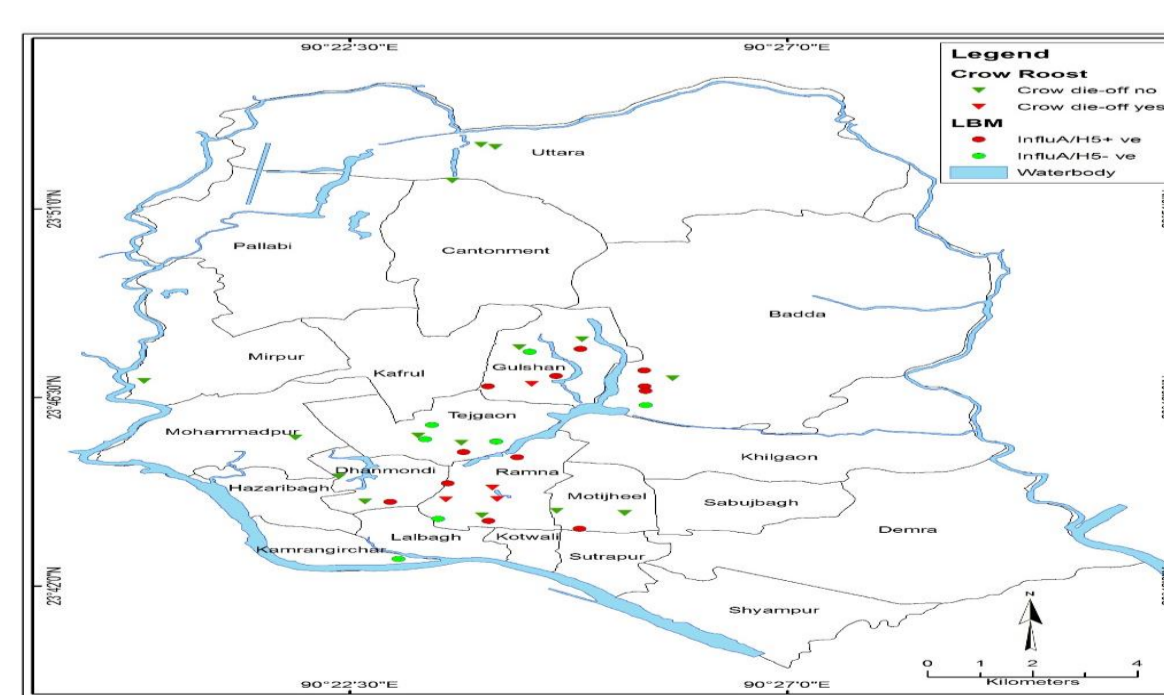 90°22'30"E 90°27'0"E
Legend
Crow Roost
Crow die-off no
Crow die-off yes
LBM
InfluA/H5+ ve
InfluA/H5- ve
Waterbody
Uttara
23°51'0"N
Pallabi
Cantonment
Badda
Mirpur
Kafrul
Gulshan
23°46'30"N
Tejgaon
Mohammadpur
Khilgaon
Dhanmondi
Ramna
Hazaribagh
Motijheel
Sabujbagh
Demra
Lalbagh
Kotwali
Kamrangirchar
Sutrapur
23°42'0"N
Shyampur
N
0 1 2 4
Kilometers
90°22'30"E 90°27'0"E